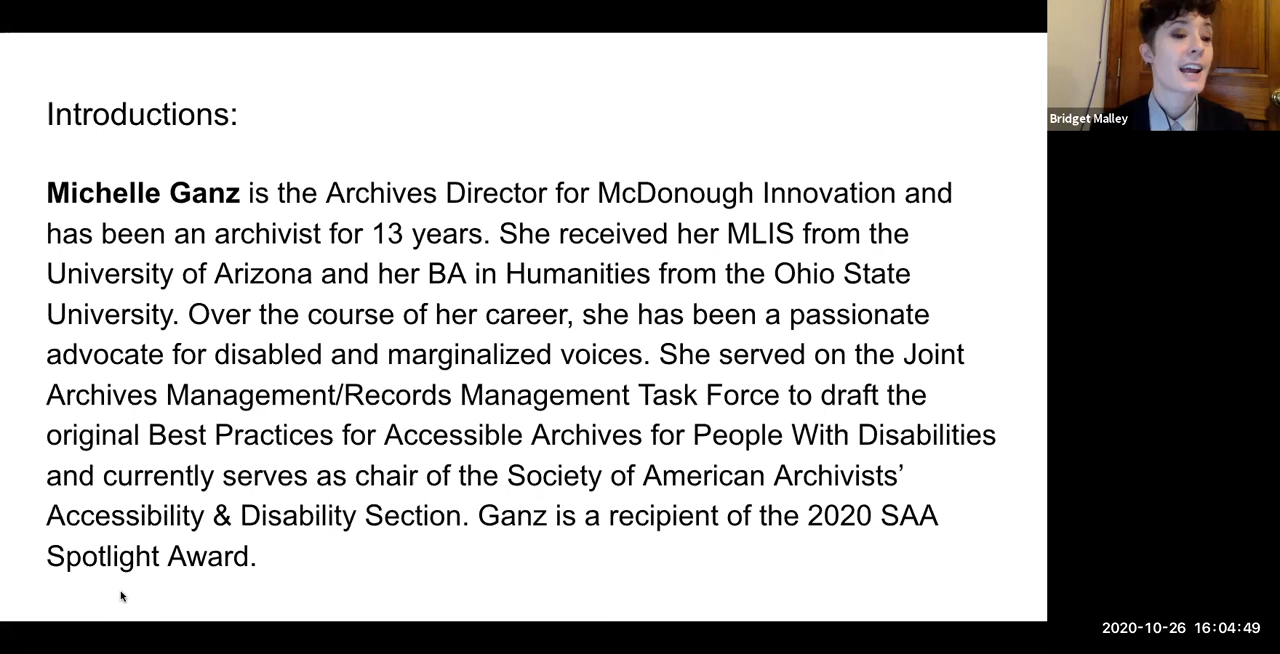 Introductions:
Michelle Ganz is the Archives Director for McDonough Innovation and
has been an archivist for 13 years. She received her MLIS from the
University of Arizona and her BA in Humanities from the Ohio State
University. Over the course of her career, she has been a passionate
advocate for disabled and marginalized voices. She served on the Joint
Archives Management/Records Management Task Force to draft the
original Best Practices for Accessible Archives for People With Disabilities
and currently serves as chair of the Society of American Archivists’
Accessibility & Disability Section. Ganz is a recipient of the 2020 SAA
Spotlight Award.
Bridget Malley
2020-10-26 16:04:49